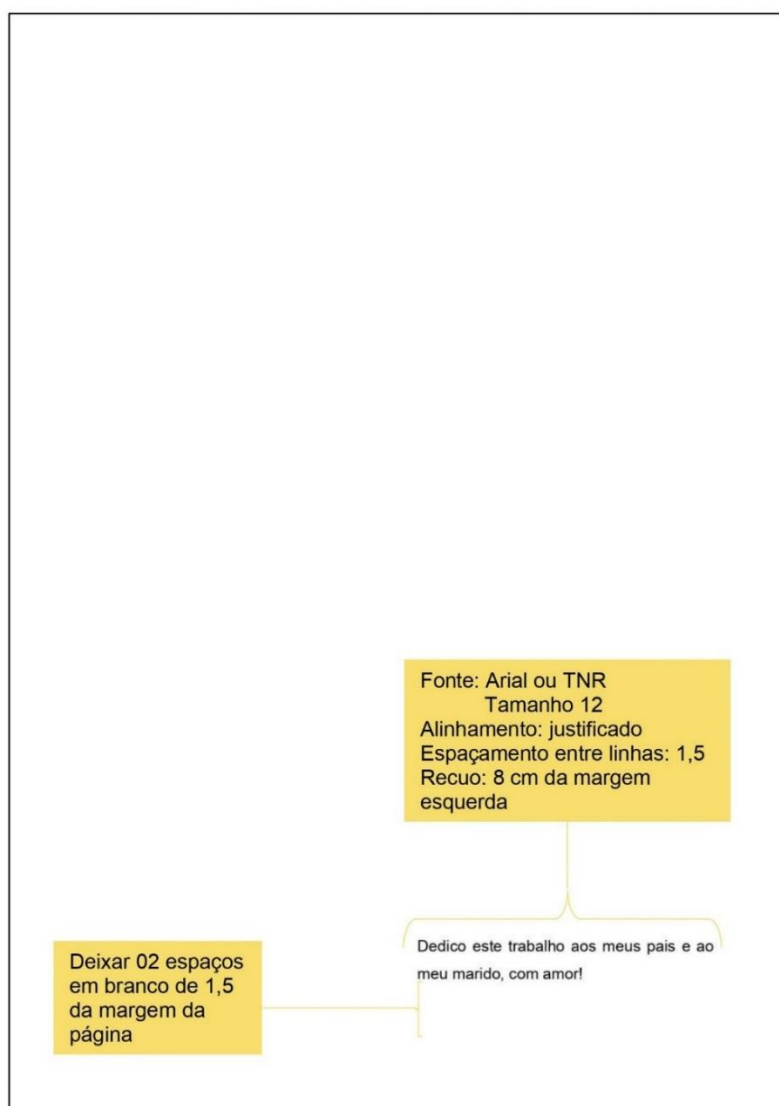 Fonte: Arial ou TNR
Tamanho 12
Alinhamento: justificado
Espaçamento entre linhas: 1,5
Recuo: 8 cm da margem
esquerda
Dedico este trabalho aos meus pais e ao
meu marido, com amor!
Deixar 02 espaços
em branco de 1,5
da margem da
página